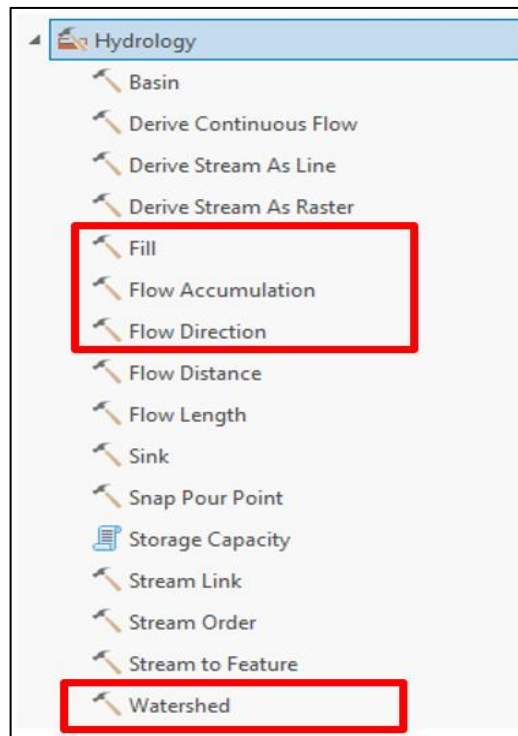 Hydrology
Basin
Derive Continuous Flow
Derive Stream As Line
Derive Stream As Raster
Fill
Flow Accumulation
Flow Direction
Flow Distance
Flow Length
Sink
Snap Pour Point
Storage Capacity
Stream Link
Stream Order
Stream to Feature
Watershed